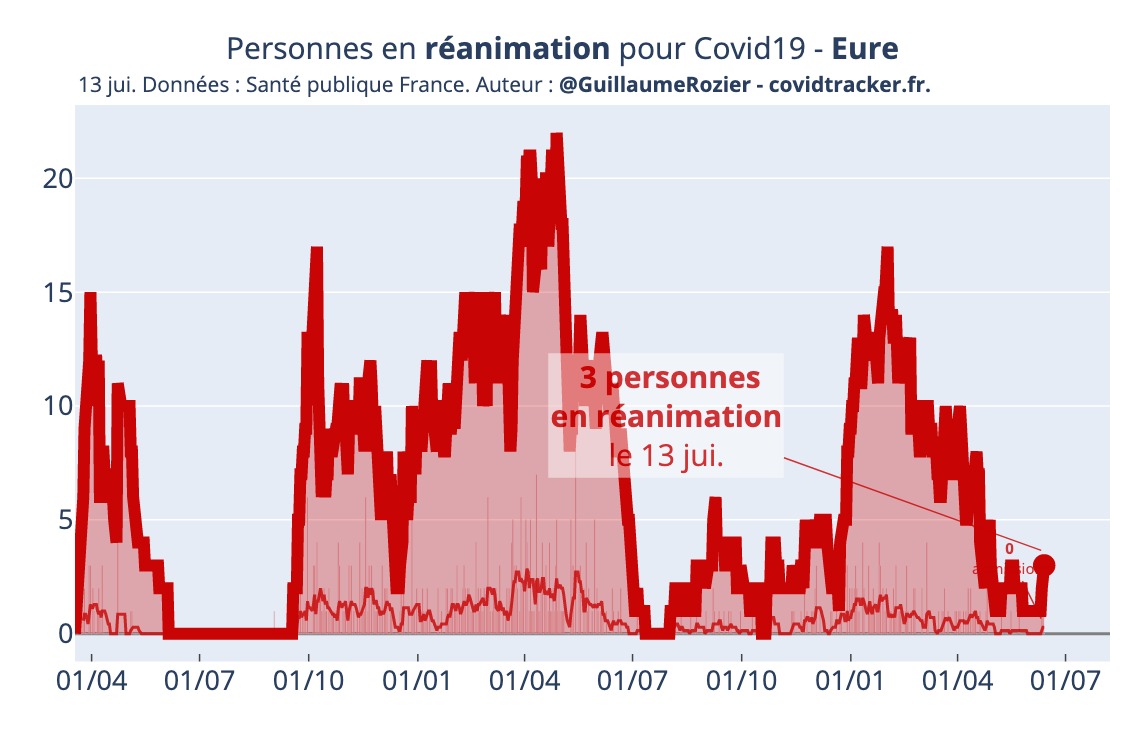 Personnes en réanimation pour Covid19 - Eure
13 jui. Données : Santé publique France. Auteur : @GuillaumeRozier - covidtracker.fr.
20
15
10
5
0
3 personnes
en réanimation
le 13 jui.
0
01/04 01/07 01/10 01/01 01/04 01/07 01/10 01/01 01/04 01/07